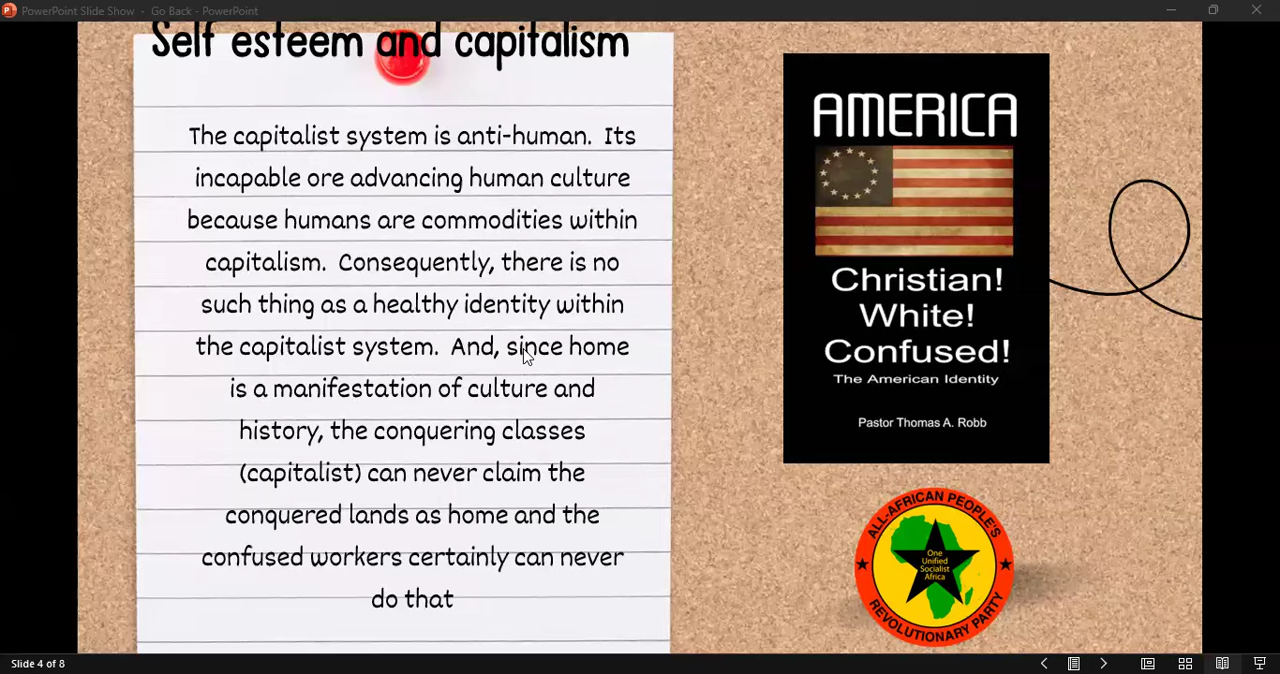 PowerPoint Slide Show - Go Back - PowerPoint
Self esteem and capitalism
The capitalist system is anti-human. Its
incapable ore advancing human culture
because humans are commodities within
capitalism. Consequently, there is no
such thing as a healthy identity within
the capitalist system. And, since home
is a manifestation of culture and
history, the conquering classes
(capitalist) can never claim the
conquered lands as home and the
confused workers certainly can never
do that
AMERICA
Christian!
White!
Confused!
The American Identity
Pastor Thomas A. Robb
ALL-AFRICAN PEOPLE'S
One
Unified
Socialist
Africa
REVOLUTIONARY PARTY
Slide 4 of 8